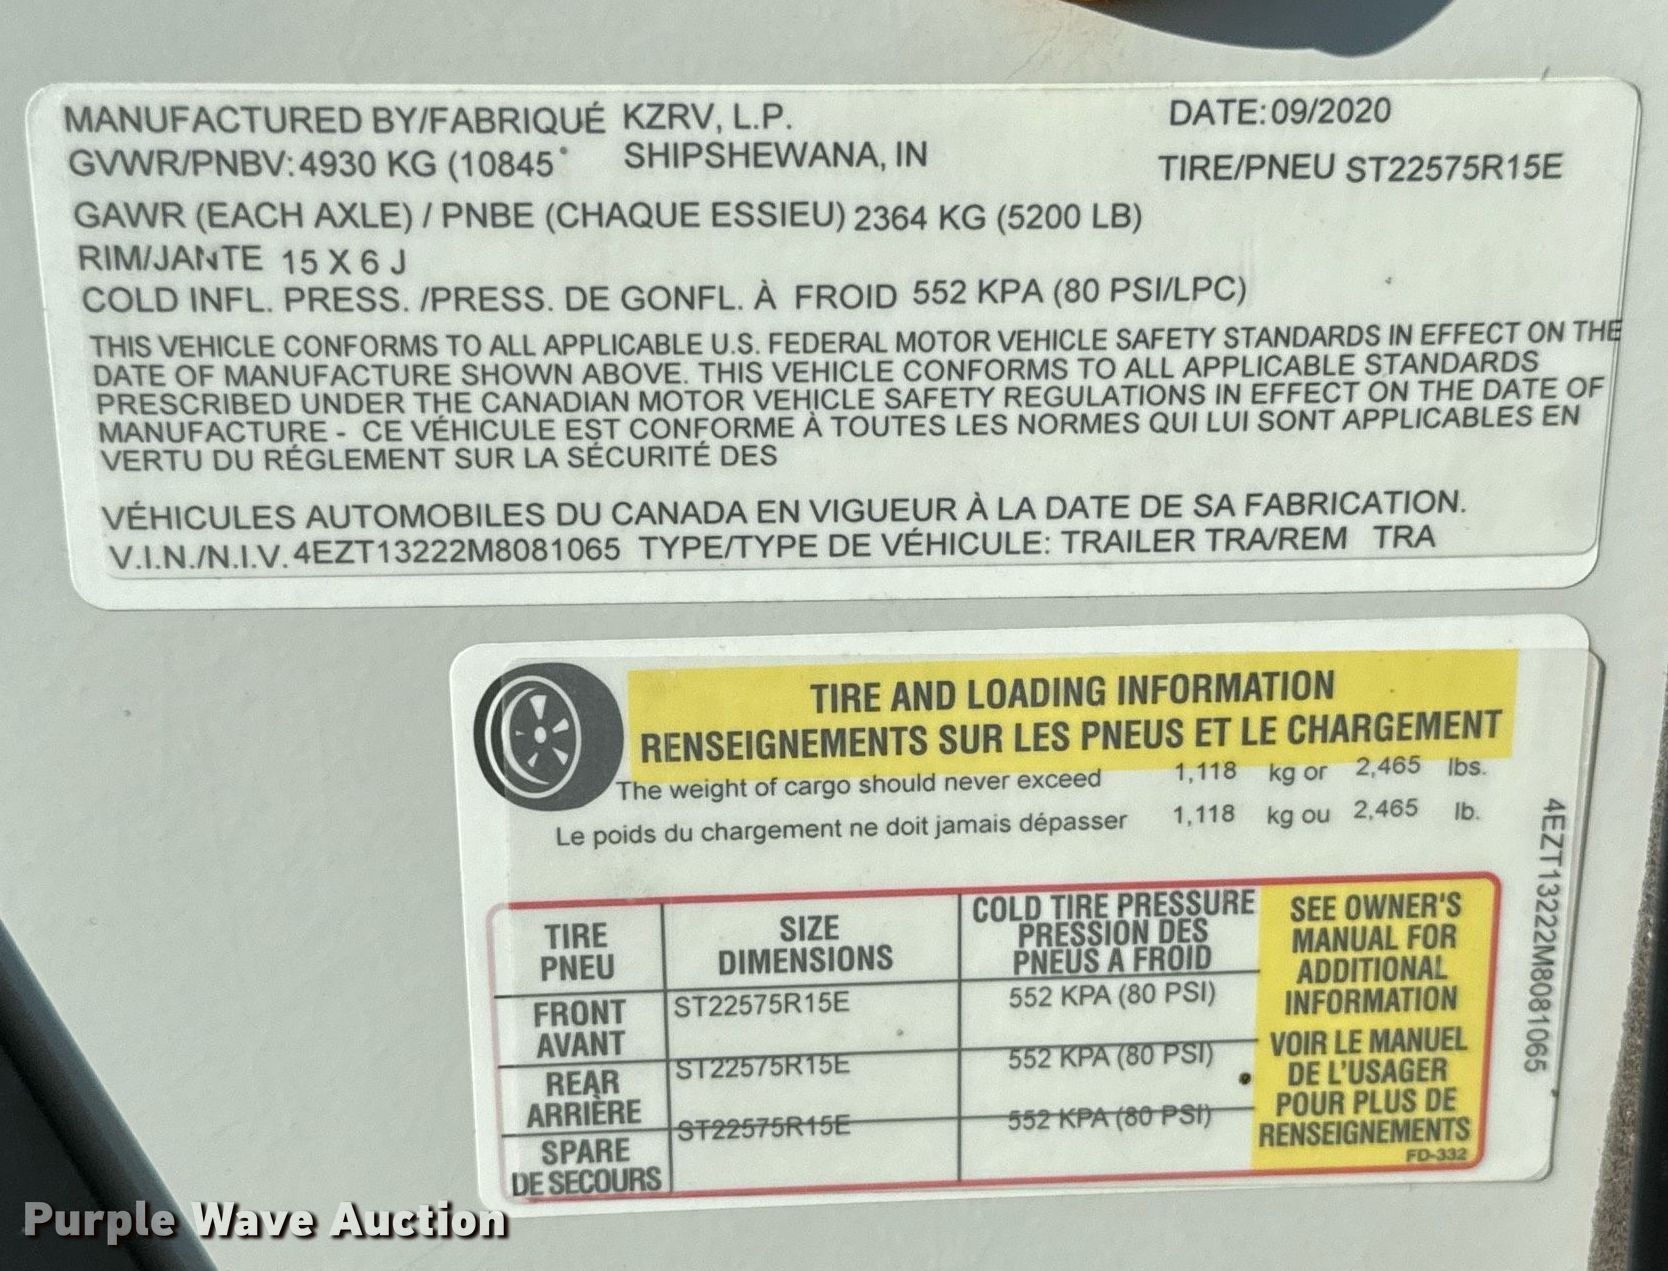 MANUFACTURED BY/FABRIQUÉ KZRV, L.P. DATE:09/2020
GVWR/PNBV:4930 KG (10845 SHIPSHEWANA, IN TIRE/PNEU ST22575R15E
GAWR (EACH AXLE) / PNBE (CHAQUE ESSIEU) 2364 KG (5200 LB)
RIM/JANTE 15 X 6 J
COLD INFL. PRESS. /PRESS. DE GONFL. À FROID 552 KPA (80 PSI/LPC)
THIS VEHICLE CONFORMS TO ALL APPLICABLE U.S. FEDERAL MOTOR VEHICLE SAFETY STANDARDS IN EFFECT ON THE
DATE OF MANUFACTURE SHOWN ABOVE. THIS VEHICLE CONFORMS TO ALL APPLICABLE STANDARDS
PRESCRIBED UNDER THE CANADIAN MOTOR VEHICLE SAFETY REGULATIONS IN EFFECT ON THE DATE OF
MANUFACTURE - CE VÉHICULE EST CONFORME À TOUTES LES NORMES QUI LUI SONT APPLICABLES EN
VERTU DU RÉGLEMENT SUR LA SÉCURITÉ DES
VÉHICULES AUTOMOBILES DU CANADA EN VIGUEUR À LA DATE DE SA FABRICATION.
V.I.N./N.I.V. 4EZT13222M8081065 TYPE/TYPE DE VÉHICULE: TRAILER TRA/REM TRA
TIRE AND LOADING INFORMATION
RENSEIGNEMENTS SUR LES PNEUS ET LE CHARGEMENT
The weight of cargo should never exceed 1,118 kg or 2,465 lbs.
Le poids du chargement ne doit jamais dépasser 1,118 kg ou 2,465 lb.
TIRE
PNEU
SIZE
DIMENSIONS
COLD TIRE PRESSURE
PRESSION DES
PNEUS A FROID
FRONT
AVANT
ST22575R15E
552 KPA (80 PSI)
REAR
ARRIÈRE
ST22575R15E
552 KPA (80 PSI)
SPARE
DE SECOURS
ST22575R15E
552 KPA (80 PSI)
SEE OWNER'S
MANUAL FOR
ADDITIONAL
INFORMATION
VOIR LE MANUEL
DE L'USAGER
POUR PLUS DE
RENSEIGNEMENTS
FD-332
4EZT13222M8081065
Purple Wave Auction